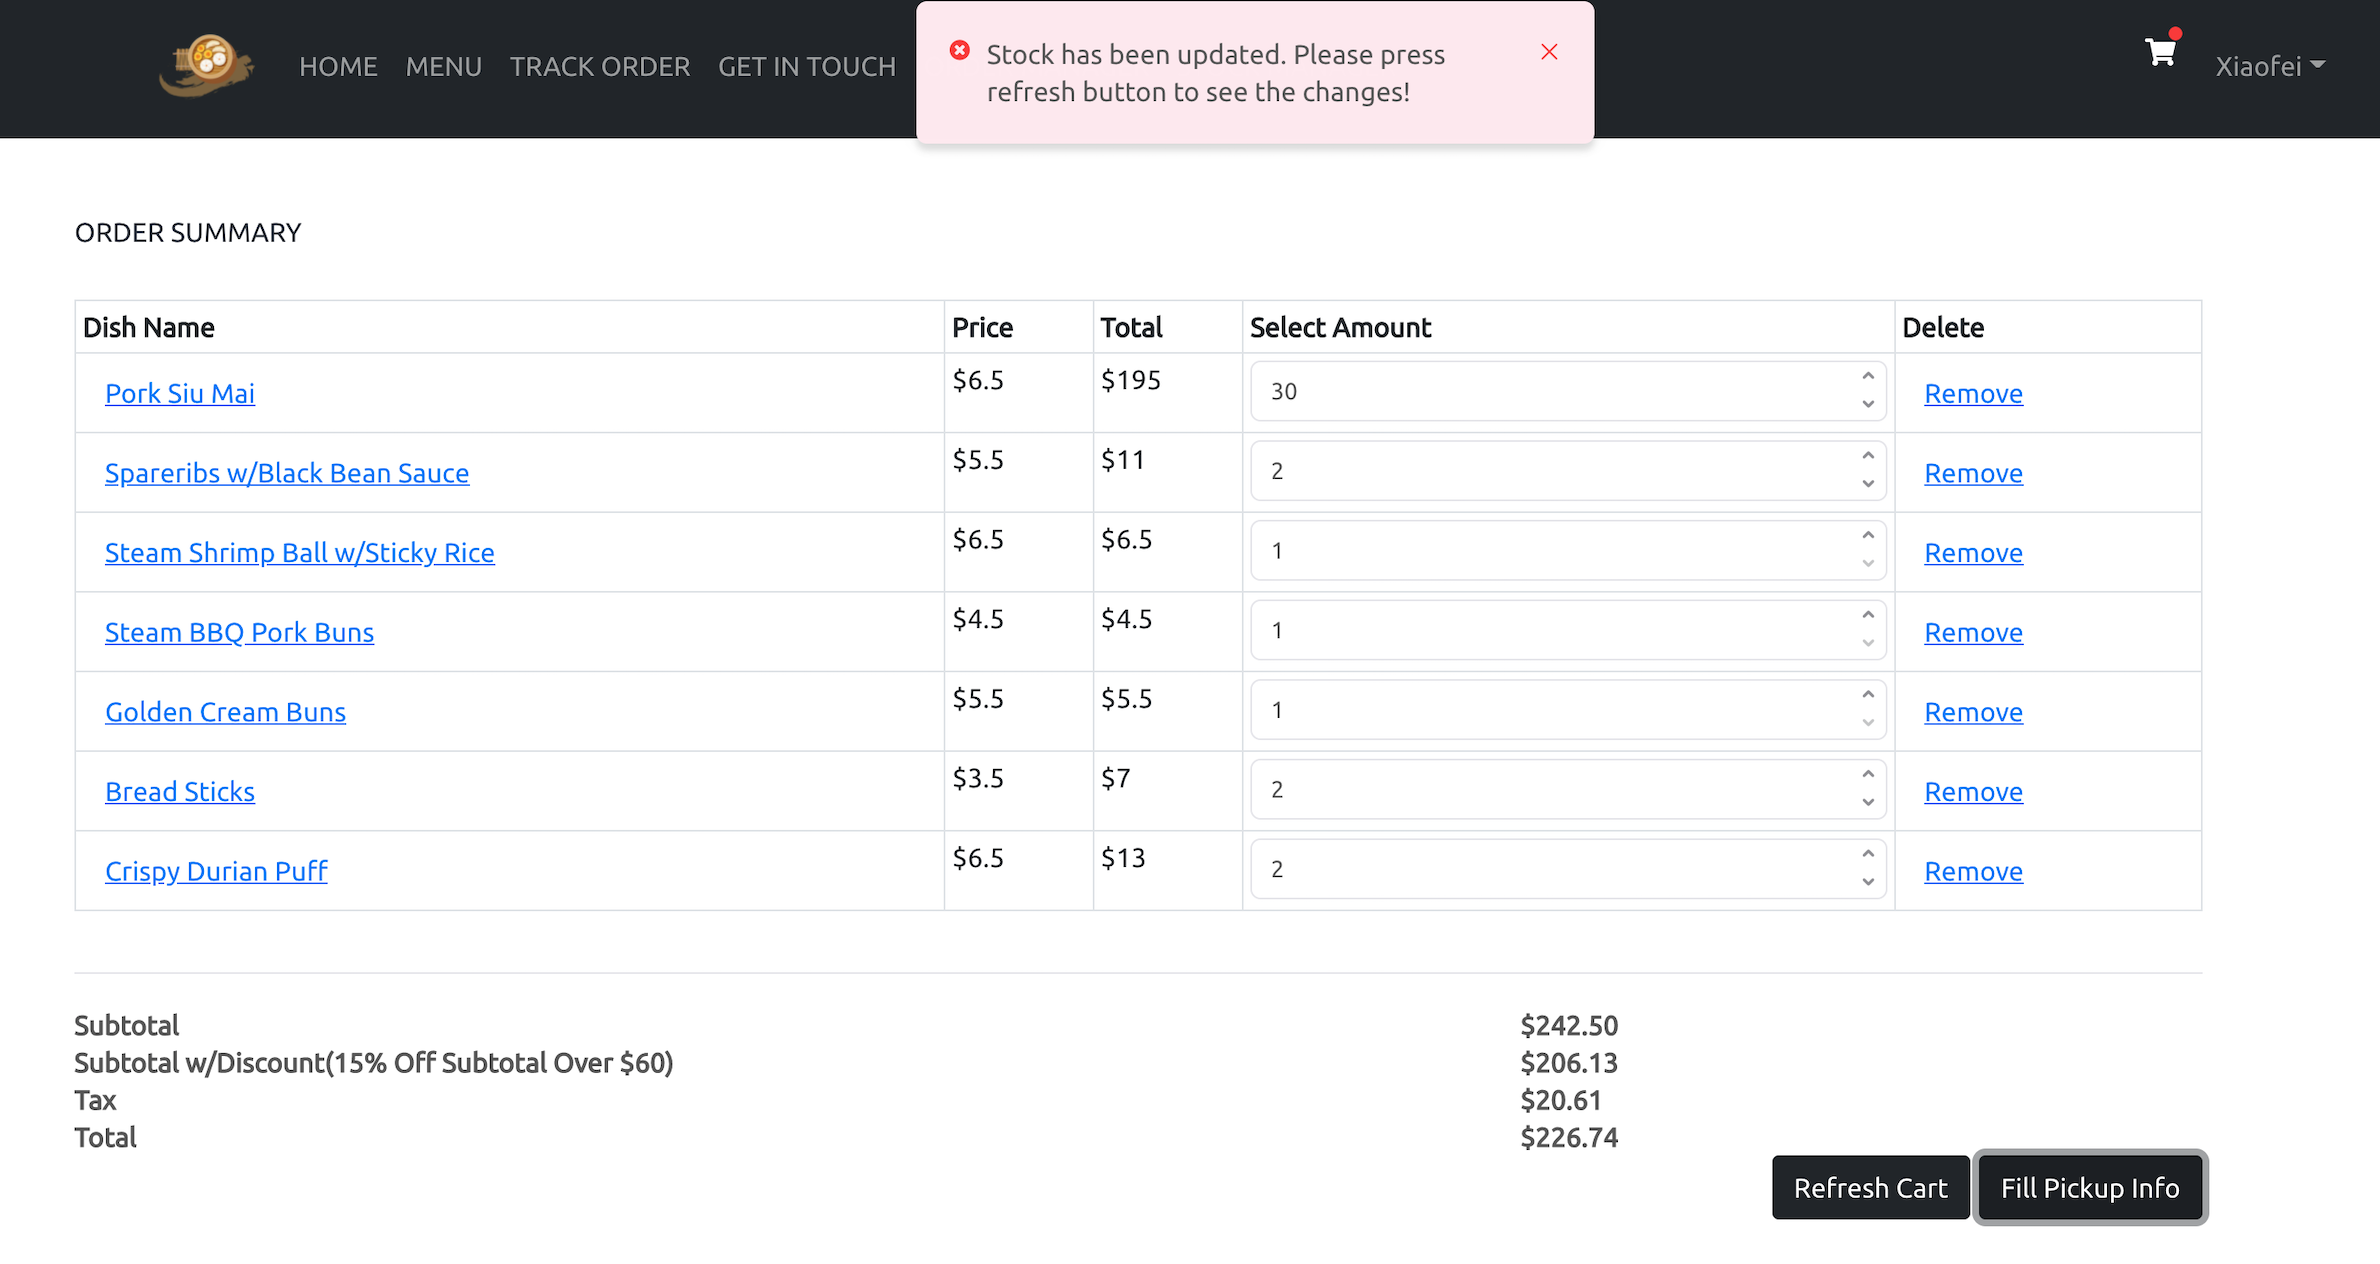 HOME MENU TRACK ORDER GET IN TOUCH
Stock has been updated. Please press
refresh button to see the changes!
Xiaofei
ORDER SUMMARY
Dish Name Price Total Select Amount Delete
Pork Siu Mai $6.5 $195 30 Remove
Spareribs w/Black Bean Sauce $5.5 $11 2 Remove
Steam Shrimp Ball w/Sticky Rice $6.5 $6.5 1 Remove
Steam BBQ Pork Buns $4.5 $4.5 1 Remove
Golden Cream Buns $5.5 $5.5 1 Remove
Bread Sticks $3.5 $7 2 Remove
Crispy Durian Puff $6.5 $13 2 Remove
Subtotal $242.50
Subtotal w/Discount(15% Off Subtotal Over $60) $206.13
Tax $20.61
Total $226.74
Refresh Cart Fill Pickup Info